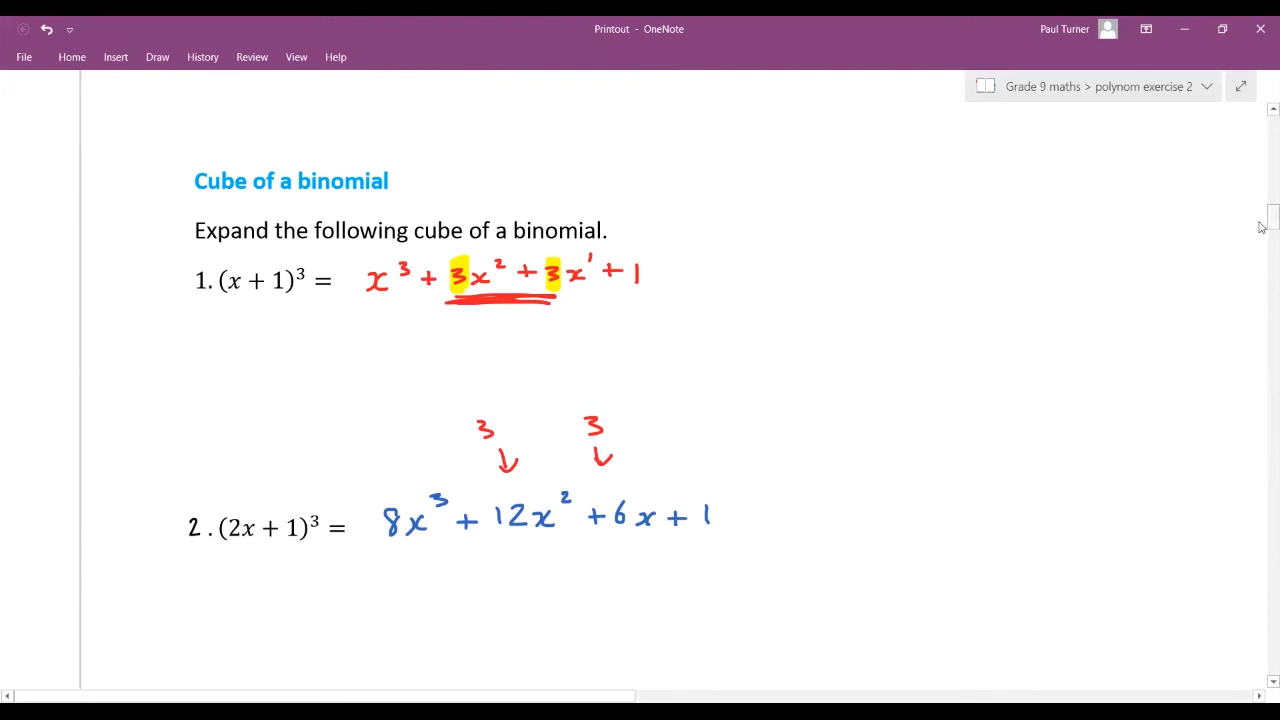 Printout - OneNote
Paul Turner
File Home Insert Draw History Review View Help
Grade 9 maths > polynom exercise 2
Cube of a binomial
Expand the following cube of a binomial.
1. (x + 1)³ = x³ + 3x² + 3x¹ + 1
3 3
2. (2x + 1)³ = 8x³ + 12x² + 6x + 1